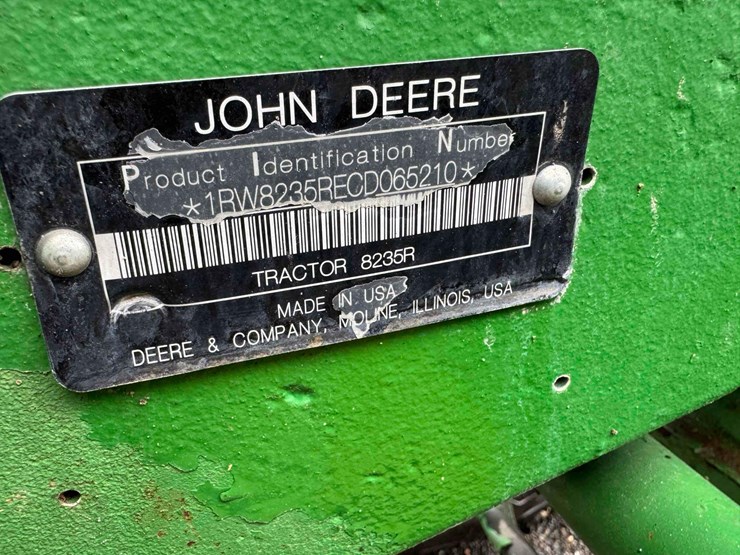 JOHN DEERE
Product Identification Number
*1RW8235RECD065210*
TRACTOR 8235R
MADE IN USA
DEERE & COMPANY, MOLINE, ILLINOIS, USA